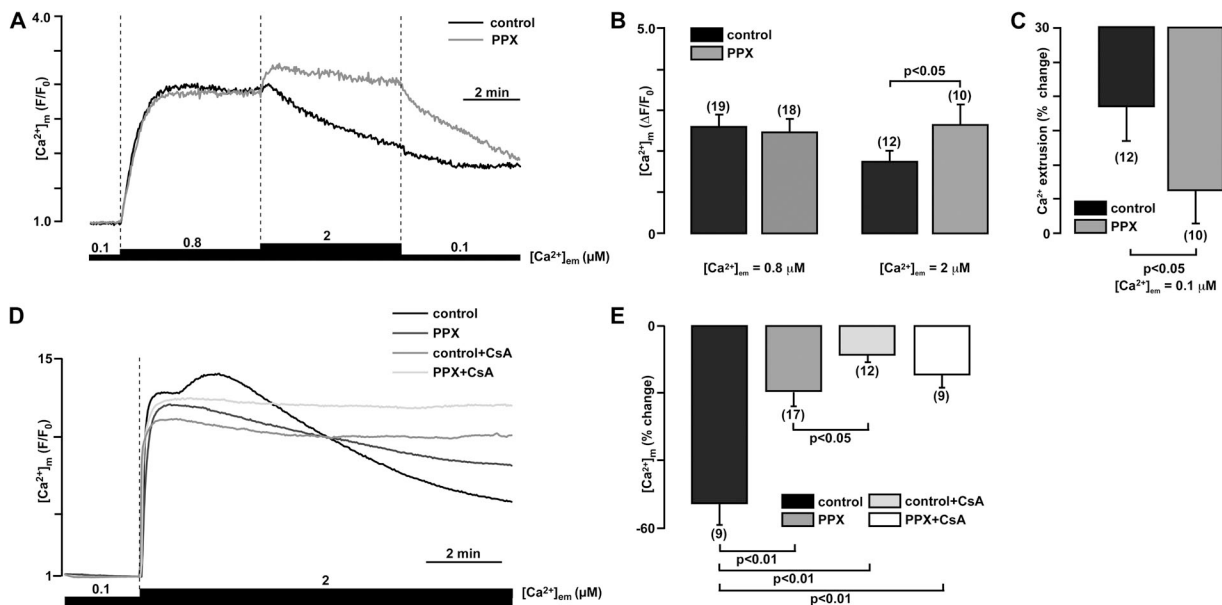 A
4.0
[Ca²⁺]m (F/F₀)
1.0
control
PPX
2 min
0.1
0.8
2
0.1
[Ca²⁺]em (μM)
B
5.0
[Ca²⁺]m (ΔF/F₀)
0
control
PPX
(19)
(18)
p<0.05
(12)
(10)
[Ca²⁺]em = 0.8 μM
[Ca²⁺]em = 2 μM
C
30
Ca²⁺ extrusion (% change)
0
(12)
control
PPX
(10)
p<0.05
[Ca²⁺]em = 0.1 μM
D
15
[Ca²⁺]m (F/F₀)
1
control
PPX
control+CsA
PPX+CsA
2 min
0.1
2
[Ca²⁺]em (μM)
E
0
[Ca²⁺]m (% change)
-60
(9)
(17)
(12)
(9)
p<0.05
control
PPX
control+CsA
PPX+CsA
p<0.01
p<0.01
p<0.01